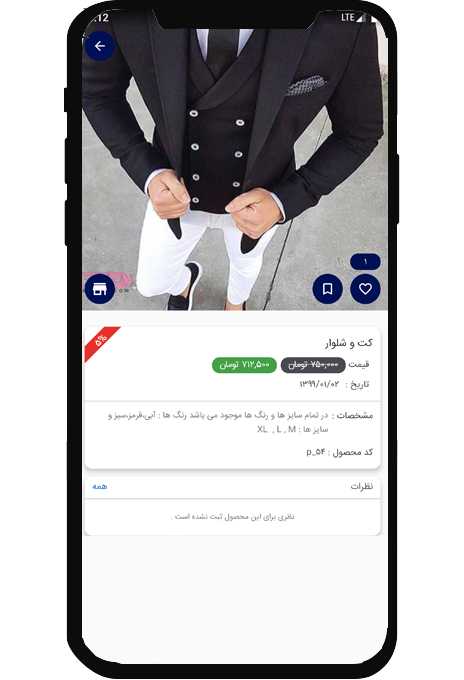 :12
LTE
۱
۵%
کت و شلوار
قیمت ۷۵۰,۰۰۰ تومان ۷۱۲,۵۰۰ تومان
تاریخ : ۱۳۹۹/۰۱/۰۲
مشخصات : در تمام سایز ها و رنگ ها موجود می باشد رنگ ها : آبی،قرمز،سبز و
سایز ها : XL , L , M
کد محصول : p_۵۴
نظرات همه
نظری برای این محصول ثبت نشده است .